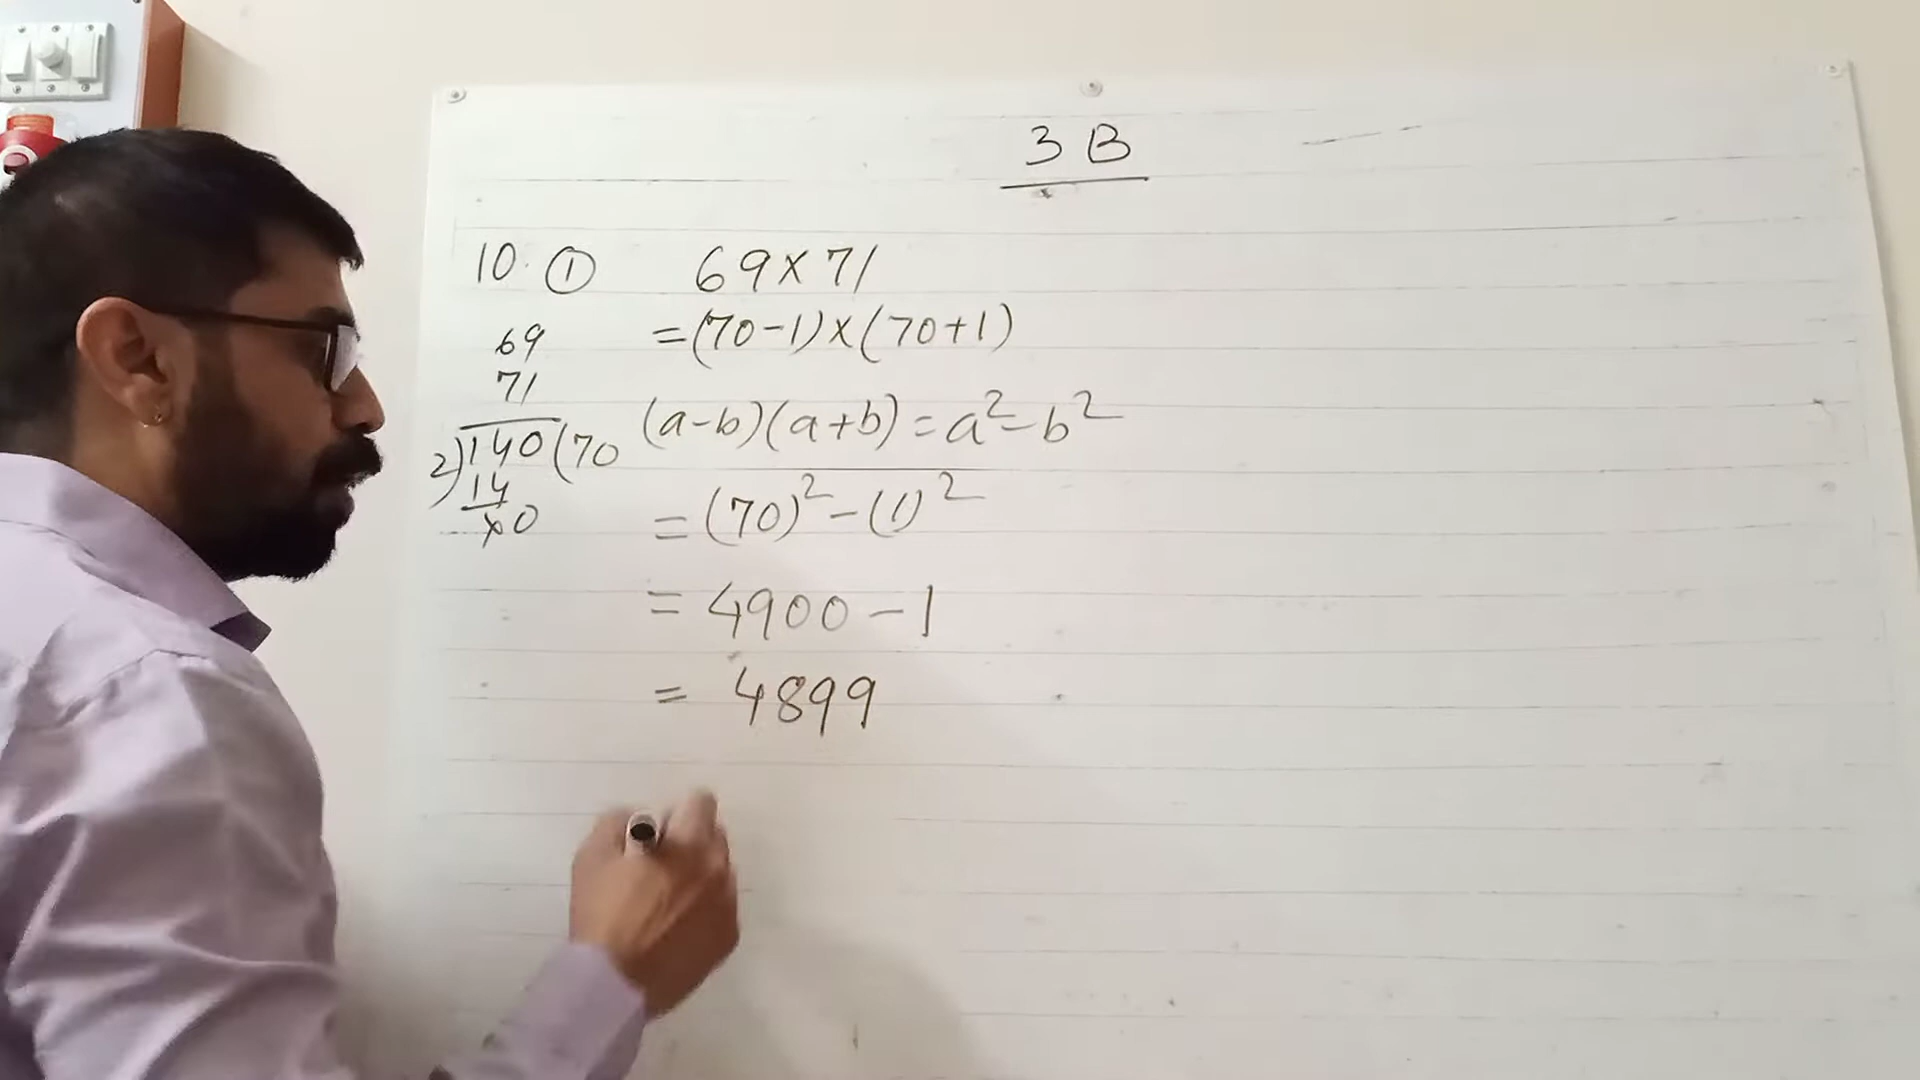 3 B
10. ① 69 × 71
= (70-1) × (70+1)
69
71
2)140(70
14
×0
(a-b)(a+b) = a² - b²
= (70)² - (1)²
= 4900 - 1
= 4899